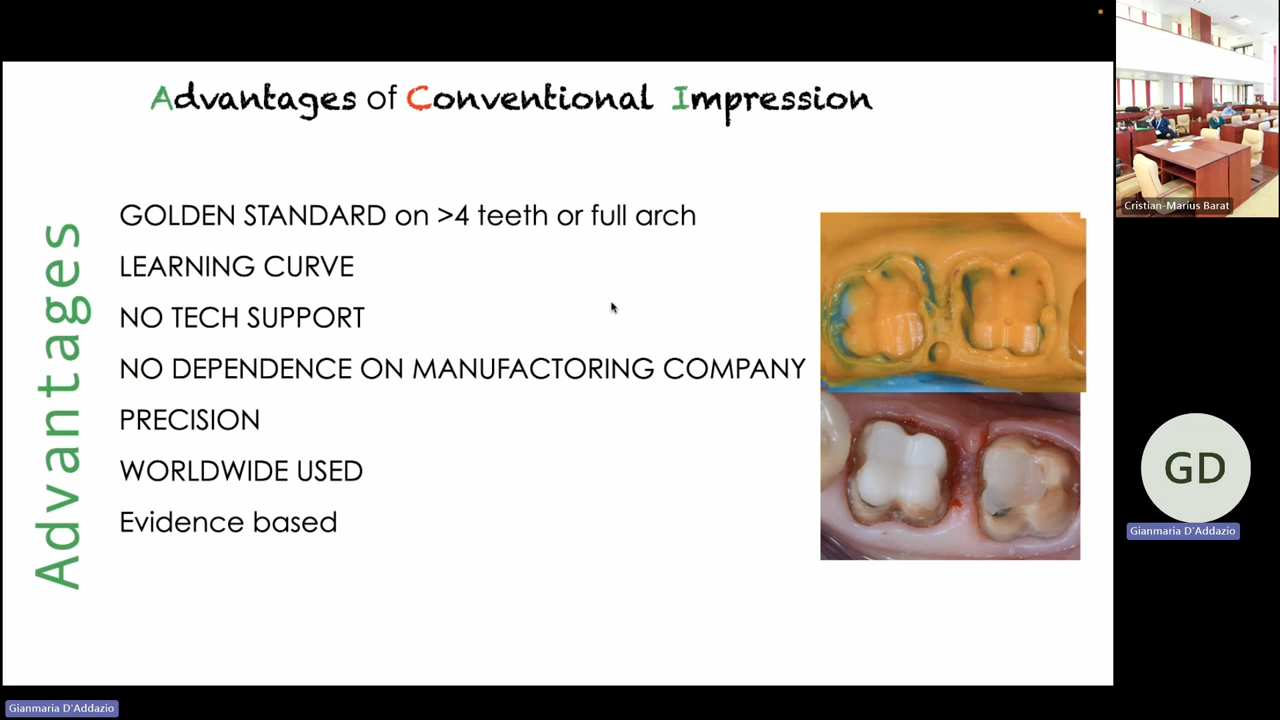 Advantages of Conventional Impression
Advantages
GOLDEN STANDARD on >4 teeth or full arch
LEARNING CURVE
NO TECH SUPPORT
NO DEPENDENCE ON MANUFACTORING COMPANY
PRECISION
WORLDWIDE USED
Evidence based
Cristian-Marius Barat
GD
Gianmaria D'Addazio
Gianmaria D'Addazio